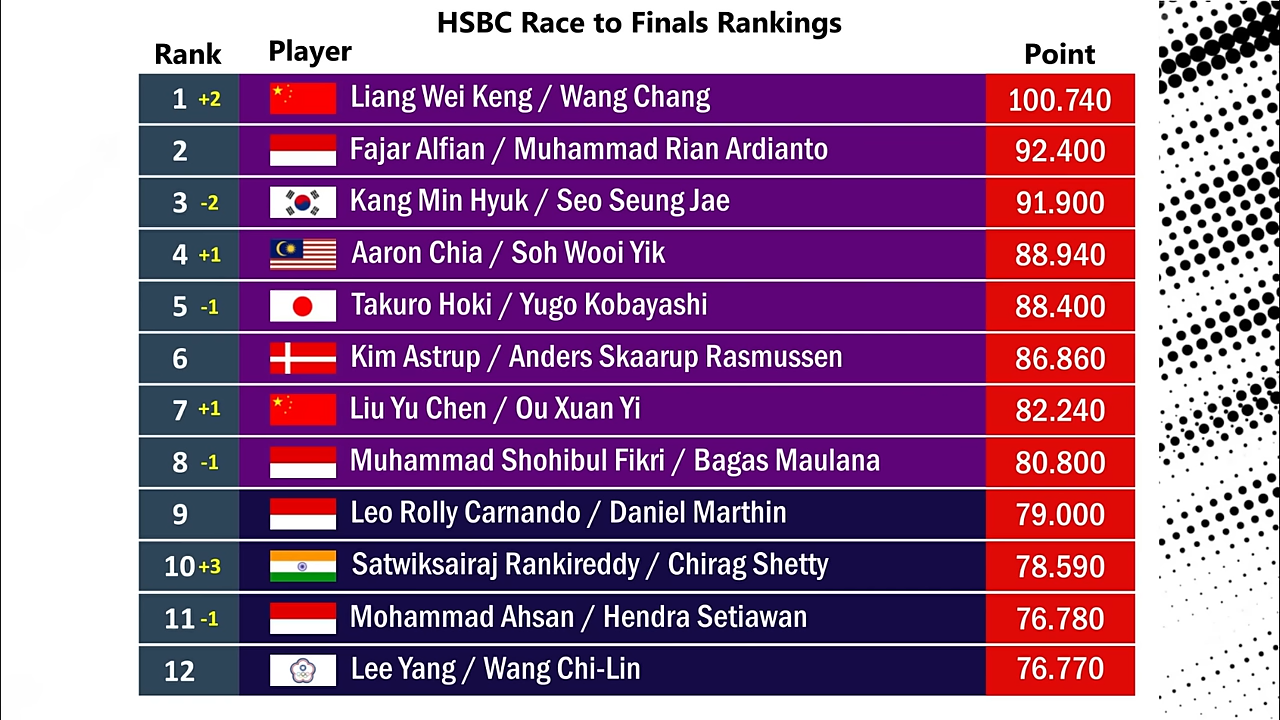 HSBC Race to Finals Rankings
Rank Player Point
1 +2 Liang Wei Keng / Wang Chang 100.740
2 Fajar Alfian / Muhammad Rian Ardianto 92.400
3 -2 Kang Min Hyuk / Seo Seung Jae 91.900
4 +1 Aaron Chia / Soh Wooi Yik 88.940
5 -1 Takuro Hoki / Yugo Kobayashi 88.400
6 Kim Astrup / Anders Skaarup Rasmussen 86.860
7 +1 Liu Yu Chen / Ou Xuan Yi 82.240
8 -1 Muhammad Shohibul Fikri / Bagas Maulana 80.800
9 Leo Rolly Carnando / Daniel Marthin 79.000
10 +3 Satwiksairaj Rankireddy / Chirag Shetty 78.590
11 -1 Mohammad Ahsan / Hendra Setiawan 76.780
12 Lee Yang / Wang Chi-Lin 76.770